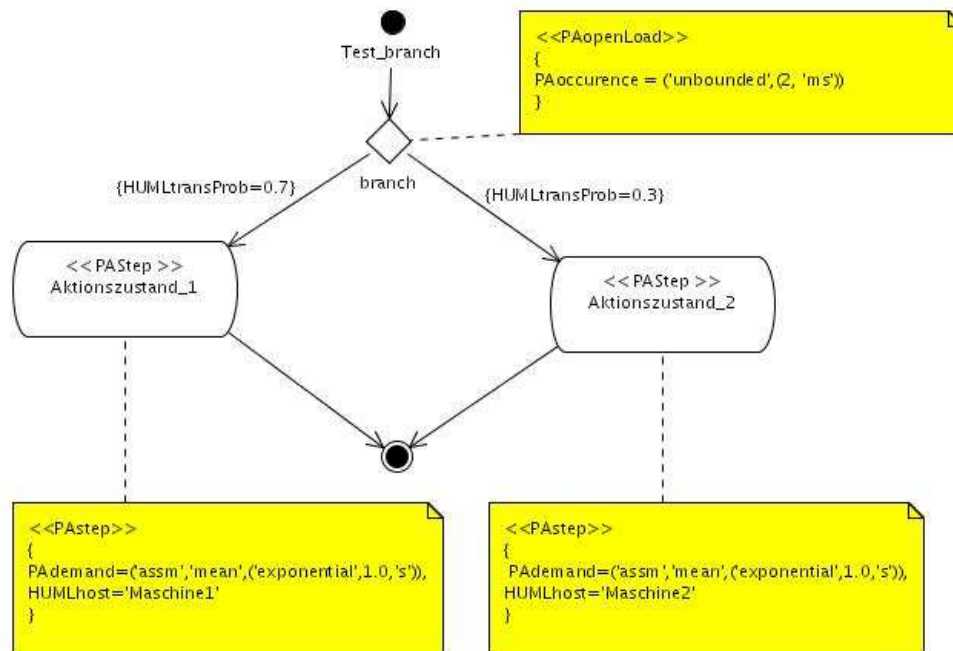 Test_branch
<<PAopenLoad>>
{
PAoccurence = ('unbounded',(2, 'ms'))
}
branch
{HUMLtransProb=0.7}
{HUMLtransProb=0.3}
<< PAStep >>
Aktionszustand_1
<< PAStep >>
Aktionszustand_2
<<PAstep>>
{
PAdemand=('assm','mean',('exponential',1.0,'s')),
HUMLhost='Maschine1'
}
<<PAstep>>
{
PAdemand=('assm','mean',('exponential',1.0,'s')),
HUMLhost='Maschine2'
}